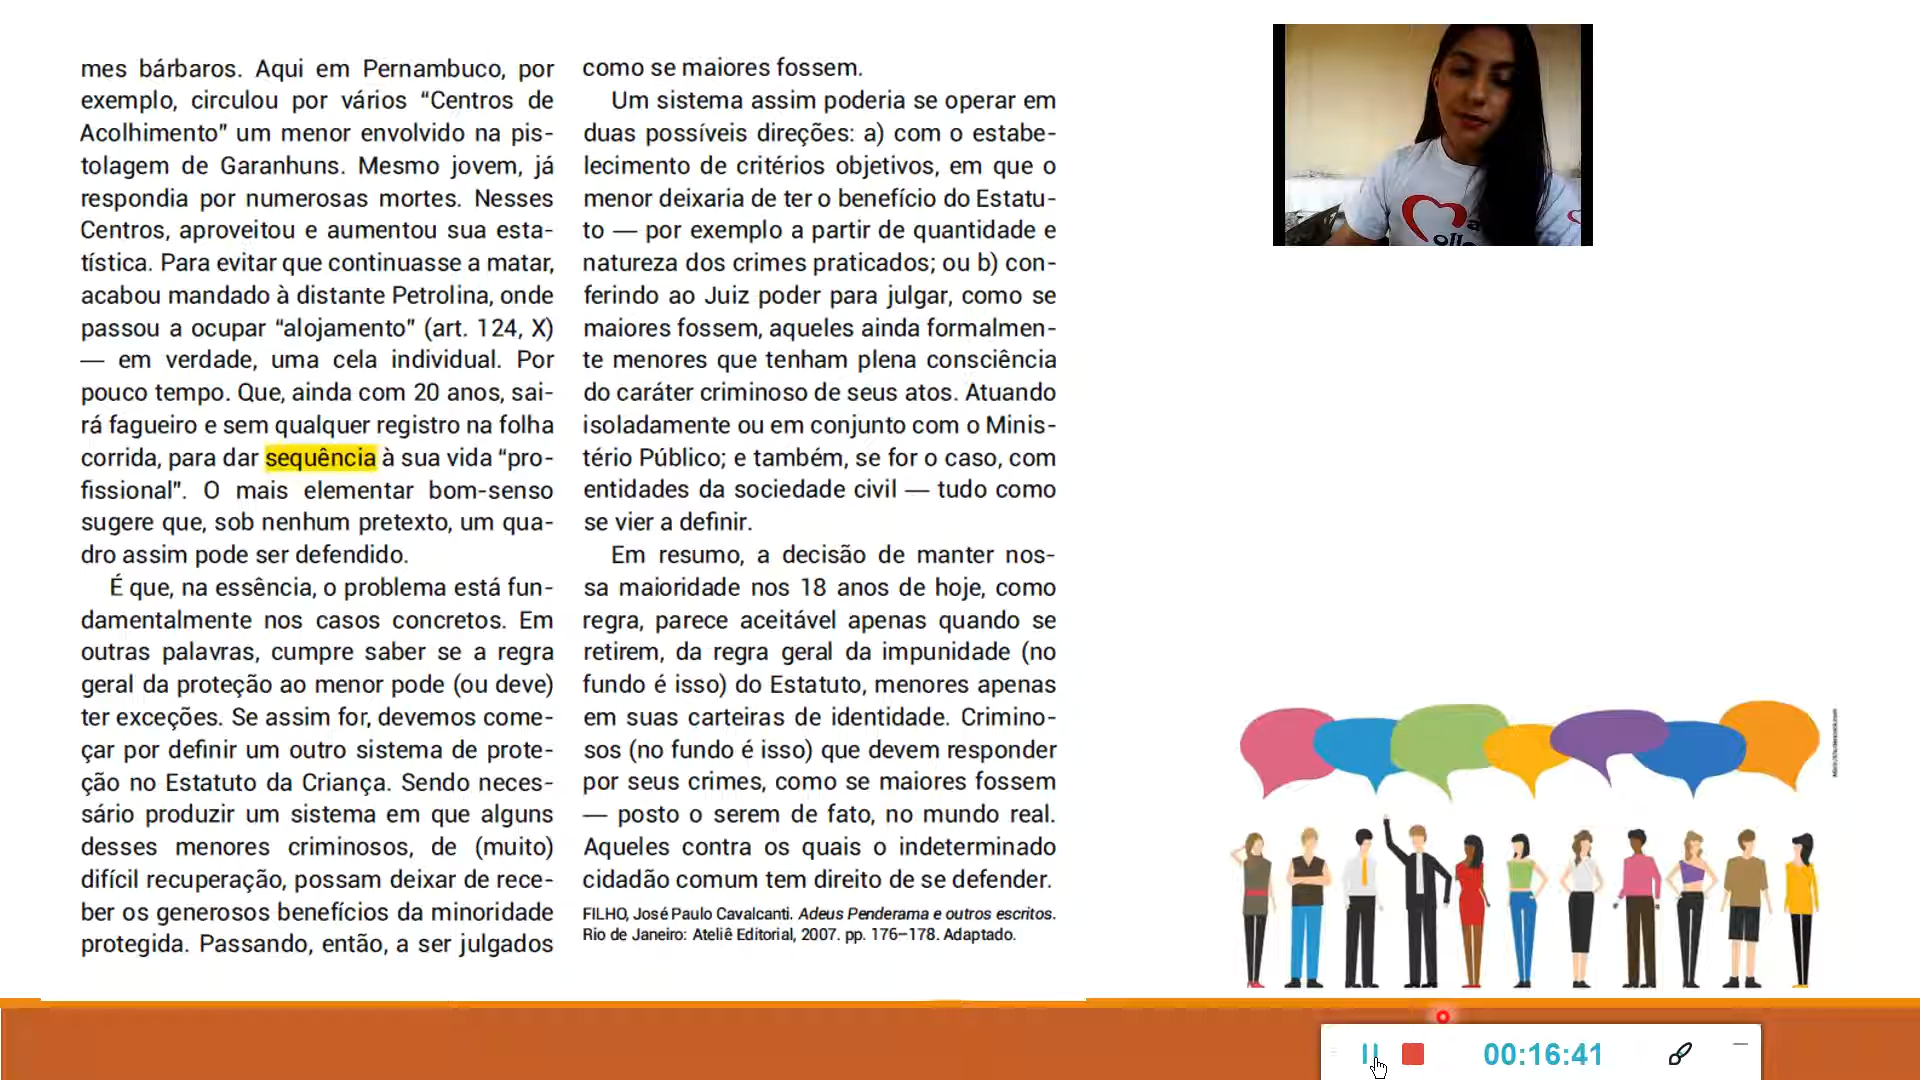 mes bárbaros. Aqui em Pernambuco, por
exemplo, circulou por vários “Centros de
Acolhimento” um menor envolvido na pis-
tolagem de Garanhuns. Mesmo jovem, já
respondia por numerosas mortes. Nesses
Centros, aproveitou e aumentou sua esta-
tística. Para evitar que continuasse a matar,
acabou mandado à distante Petrolina, onde
passou a ocupar “alojamento” (art. 124, X)
— em verdade, uma cela individual. Por
pouco tempo. Que, ainda com 20 anos, sai-
rá fagueiro e sem qualquer registro na folha
corrida, para dar sequência à sua vida “pro-
fissional”. O mais elementar bom-senso
sugere que, sob nenhum pretexto, um qua-
dro assim pode ser defendido.
É que, na essência, o problema está fun-
damentalmente nos casos concretos. Em
outras palavras, cumpre saber se a regra
geral da proteção ao menor pode (ou deve)
ter exceções. Se assim for, devemos come-
çar por definir um outro sistema de prote-
ção no Estatuto da Criança. Sendo neces-
sário produzir um sistema em que alguns
desses menores criminosos, de (muito)
difícil recuperação, possam deixar de rece-
ber os generosos benefícios da minoridade
protegida. Passando, então, a ser julgados
como se maiores fossem.
Um sistema assim poderia se operar em
duas possíveis direções: a) com o estabe-
lecimento de critérios objetivos, em que o
menor deixaria de ter o benefício do Estatu-
to — por exemplo a partir de quantidade e
natureza dos crimes praticados; ou b) con-
ferindo ao Juiz poder para julgar, como se
maiores fossem, aqueles ainda formalmen-
te menores que tenham plena consciência
do caráter criminoso de seus atos. Atuando
isoladamente ou em conjunto com o Minis-
tério Público; e também, se for o caso, com
entidades da sociedade civil — tudo como
se vier a definir.
Em resumo, a decisão de manter nos-
sa maioridade nos 18 anos de hoje, como
regra, parece aceitável apenas quando se
retirem, da regra geral da impunidade (no
fundo é isso) do Estatuto, menores apenas
em suas carteiras de identidade. Crimino-
sos (no fundo é isso) que devem responder
por seus crimes, como se maiores fossem
— posto o serem de fato, no mundo real.
Aqueles contra os quais o indeterminado
cidadão comum tem direito de se defender.
FILHO, José Paulo Cavalcanti. Adeus Penderama e outros escritos.
Rio de Janeiro: Ateliê Editorial, 2007. pp. 176–178. Adaptado.
00:16:41